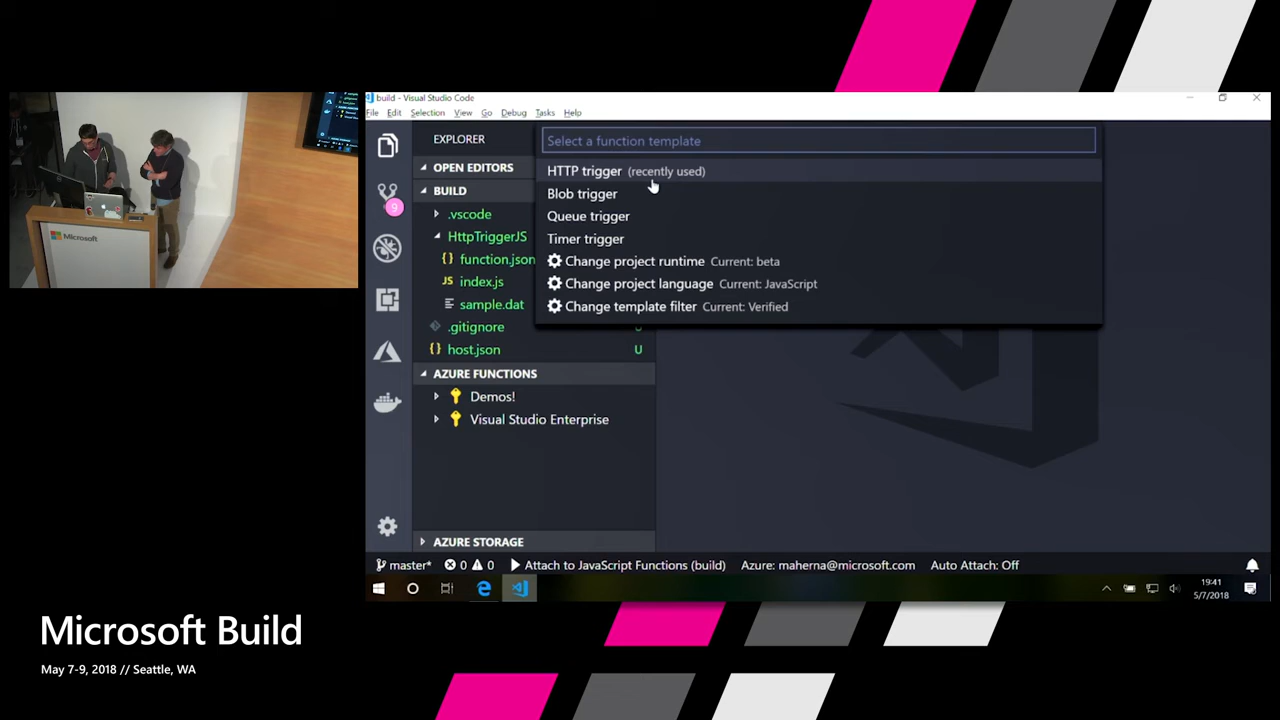 Microsoft
build - Visual Studio Code
File Edit Selection View Go Debug Tasks Help
EXPLORER
OPEN EDITORS
BUILD
.vscode
HttpTriggerJS
{} function.json
JS index.js
sample.dat
.gitignore
{} host.json U
AZURE FUNCTIONS
Demos!
Visual Studio Enterprise
AZURE STORAGE
9
Select a function template
HTTP trigger (recently used)
Blob trigger
Queue trigger
Timer trigger
Change project runtime Current: beta
Change project language Current: JavaScript
Change template filter Current: Verified
master* 0 0 Attach to JavaScript Functions (build) Azure: maherna@microsoft.com Auto Attach: Off
19:41
5/7/2018
Microsoft Build
May 7-9, 2018 // Seattle, WA